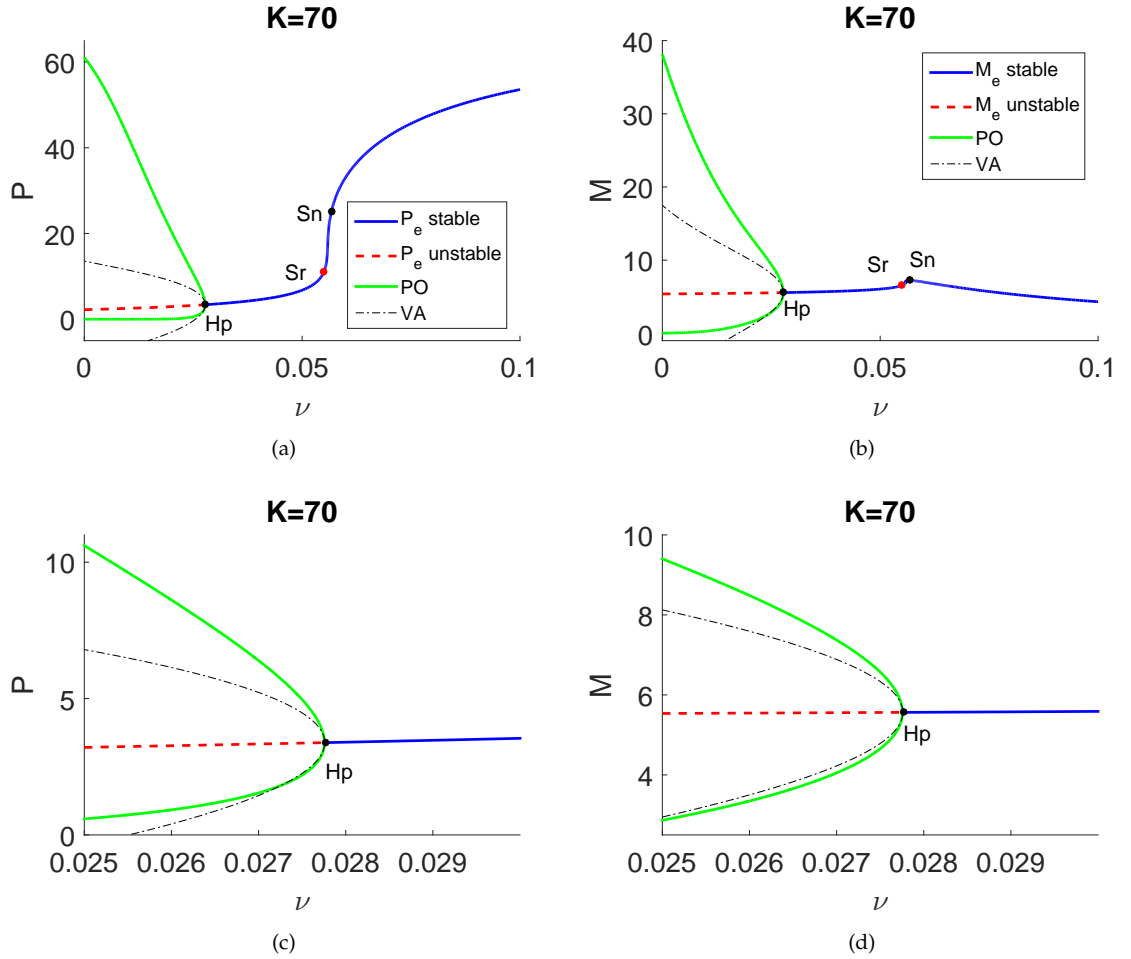 K=70
60
40
20
0
P
Sn
Sr
Hp
P_e stable
P_e unstable
PO
VA
0
0.05
0.1
ν
(a)
K=70
40
30
20
10
0
M
Sr
Sn
Hp
M_e stable
M_e unstable
PO
VA
0
0.05
0.1
ν
(b)
K=70
10
5
0
P
Hp
0.025 0.026 0.027 0.028 0.029
ν
(c)
K=70
10
8
6
4
M
Hp
0.025 0.026 0.027 0.028 0.029
ν
(d)